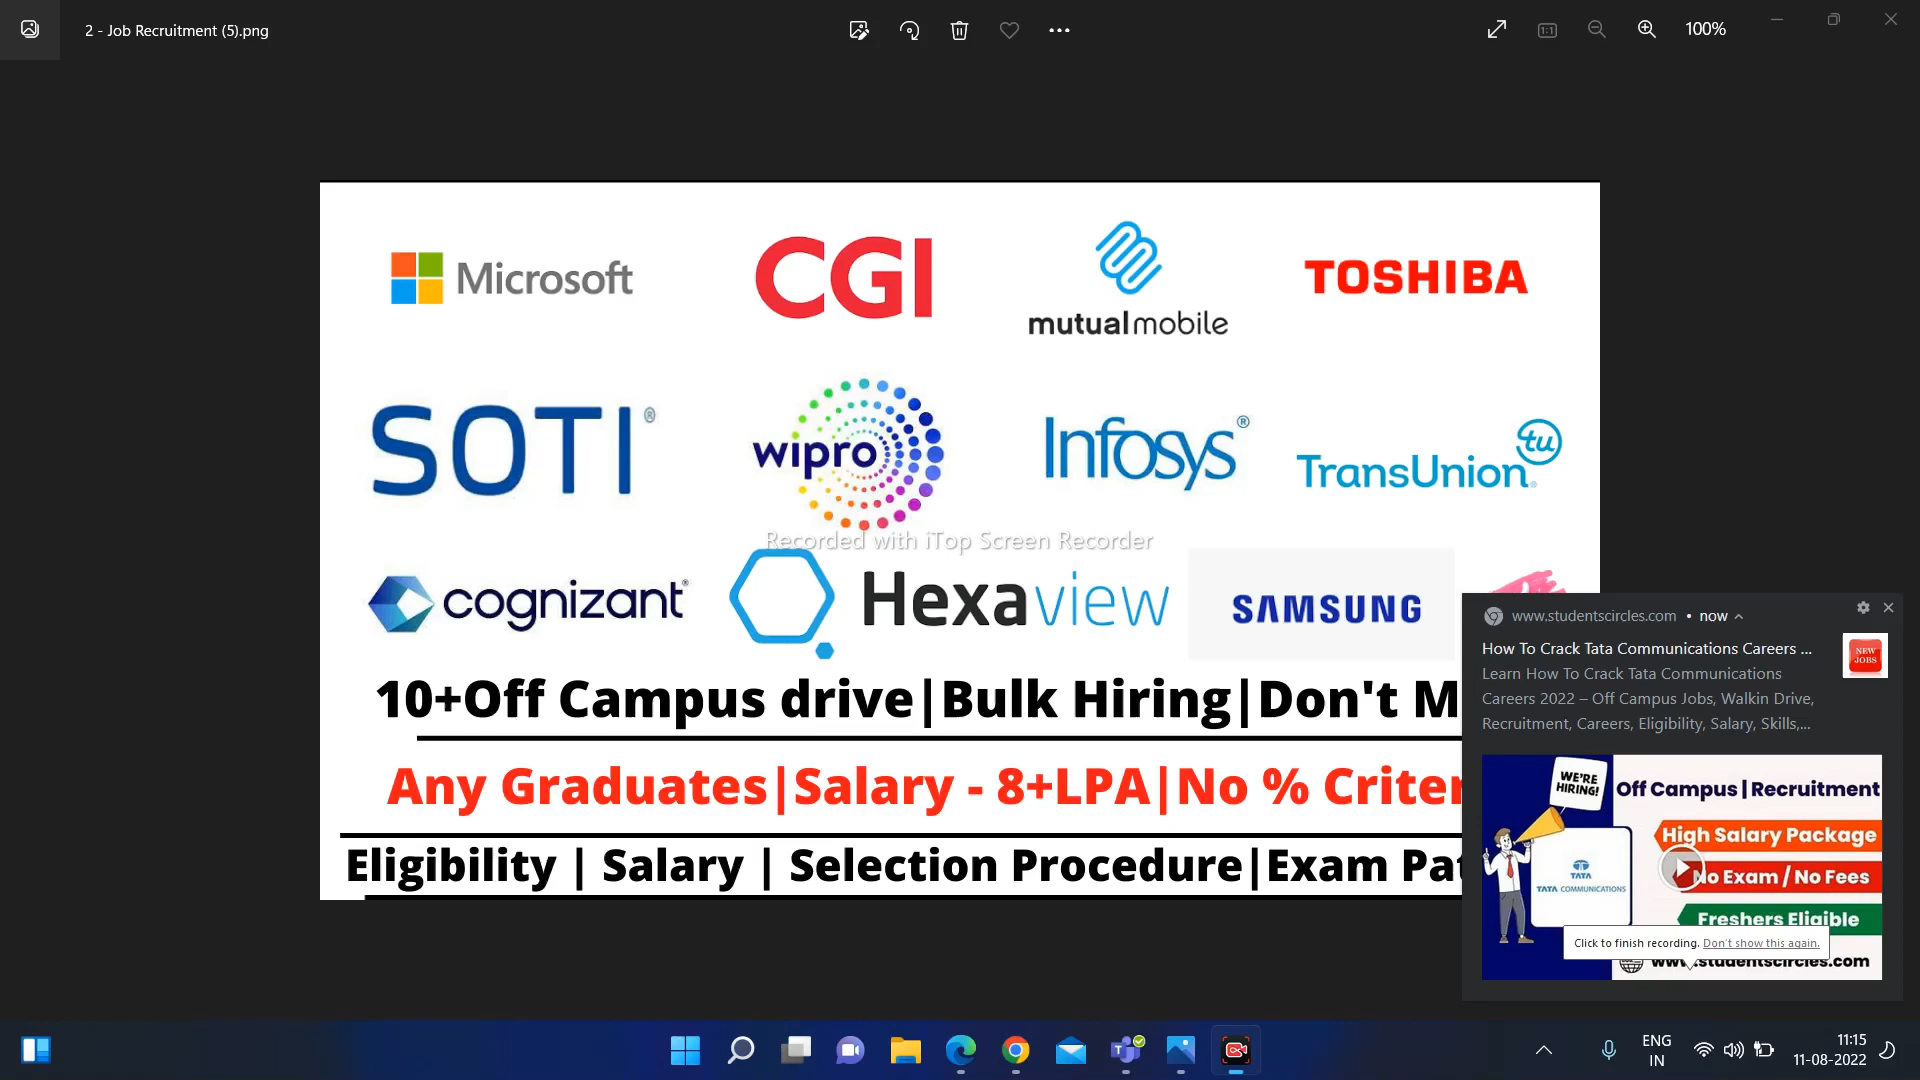 2 - Job Recruitment (5).png
100%
Microsoft
CGI
mutualmobile
TOSHIBA
SOTI®
wipro
Infosys®
tu
TransUnion
cognizant®
Hexaview
SAMSUNG
Recorded with iTop Screen Recorder
10+Off Campus drive|Bulk Hiring|Don't M
Any Graduates|Salary - 8+LPA|No % Criter
Eligibility | Salary | Selection Procedure|Exam Pat
www.studentscircles.com • now
How To Crack Tata Communications Careers ...
Learn How To Crack Tata Communications
Careers 2022 – Off Campus Jobs, Walkin Drive,
Recruitment, Careers, Eligibility, Salary, Skills,...
NEW
JOBS
WE'RE
HIRING!
Off Campus|Recruitment
High Salary Package
No Exam / No Fees
Freshers Eligible
TATA
TATA COMMUNICATIONS
Click to finish recording. Don't show this again.
www.studentscircles.com
ENG
IN
11:15
11-08-2022